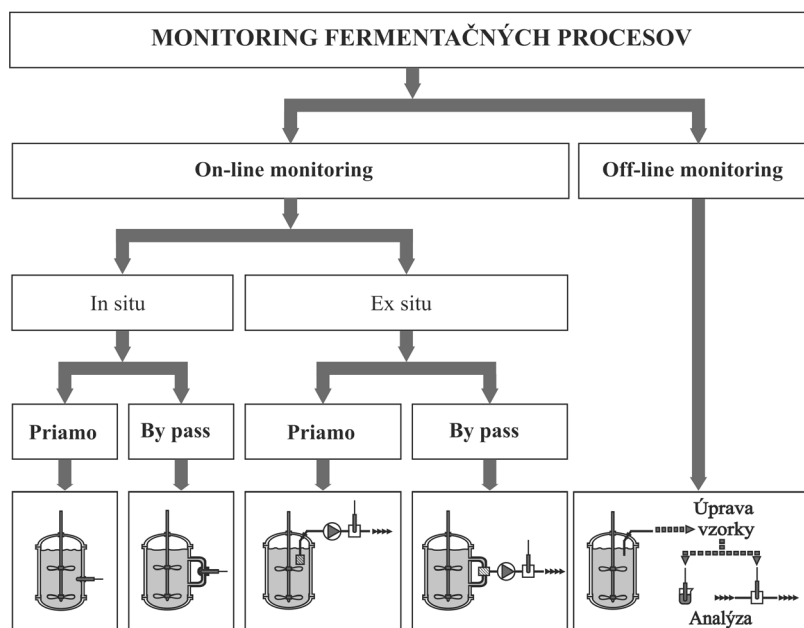 MONITORING FERMENTAČNÝCH PROCESOV
On-line monitoring
Off-line monitoring
In situ
Ex situ
Priamo
By pass
Priamo
By pass
Úprava
vzorky
Analýza